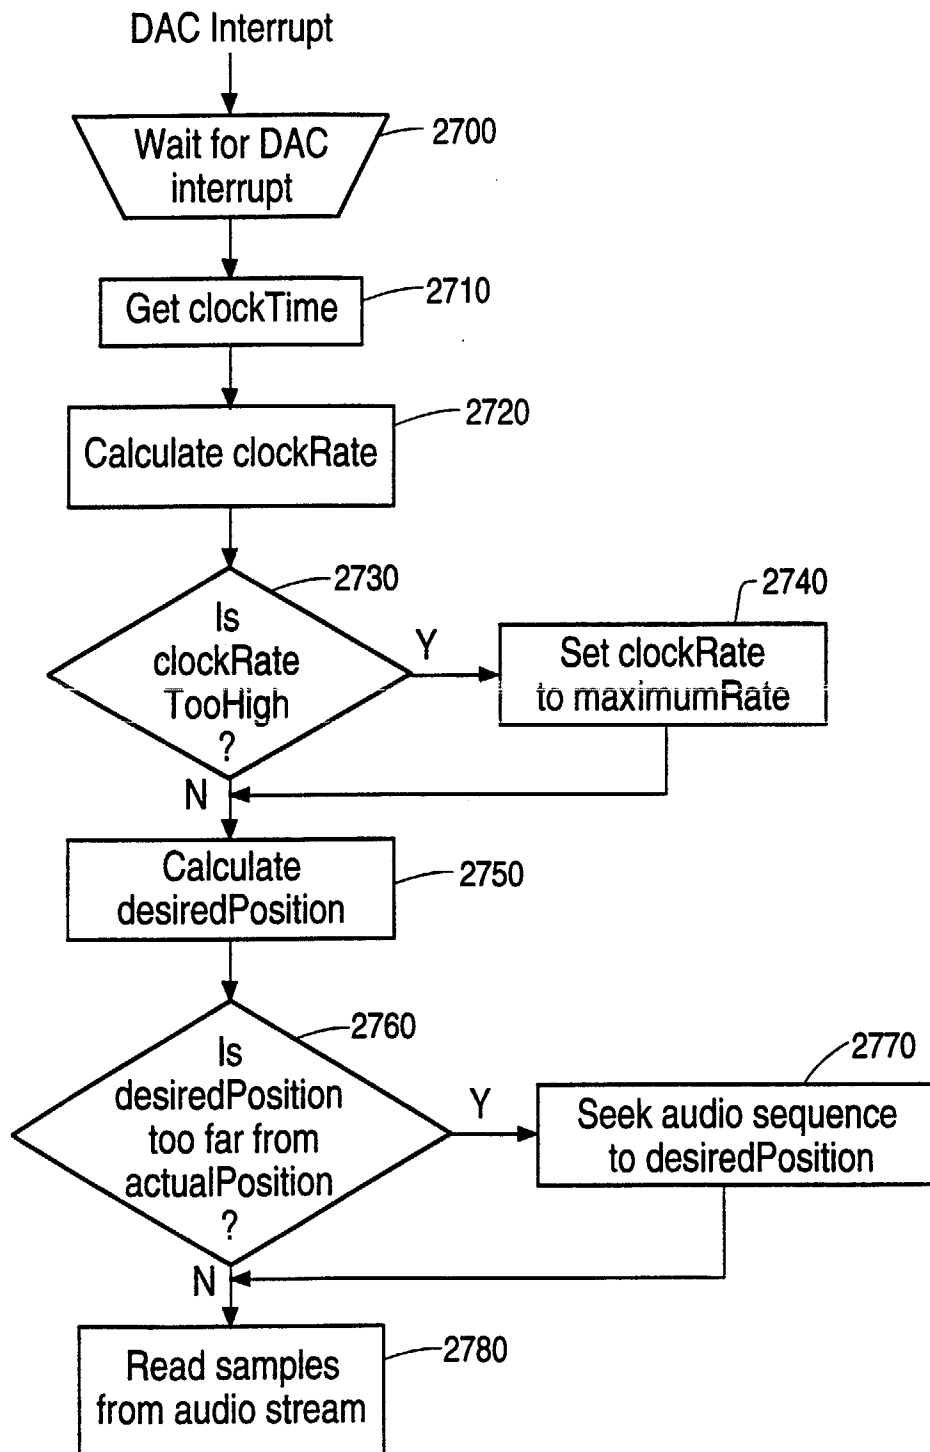 DAC Interrupt
Wait for DAC
interrupt
2700
Get clockTime
2710
Calculate clockRate
2720
Is
clockRate
TooHigh
?
2730
Y
Set clockRate
to maximumRate
2740
N
Calculate
desiredPosition
2750
Is
desiredPosition
too far from
actualPosition
?
2760
Y
Seek audio sequence
to desiredPosition
2770
N
Read samples
from audio stream
2780